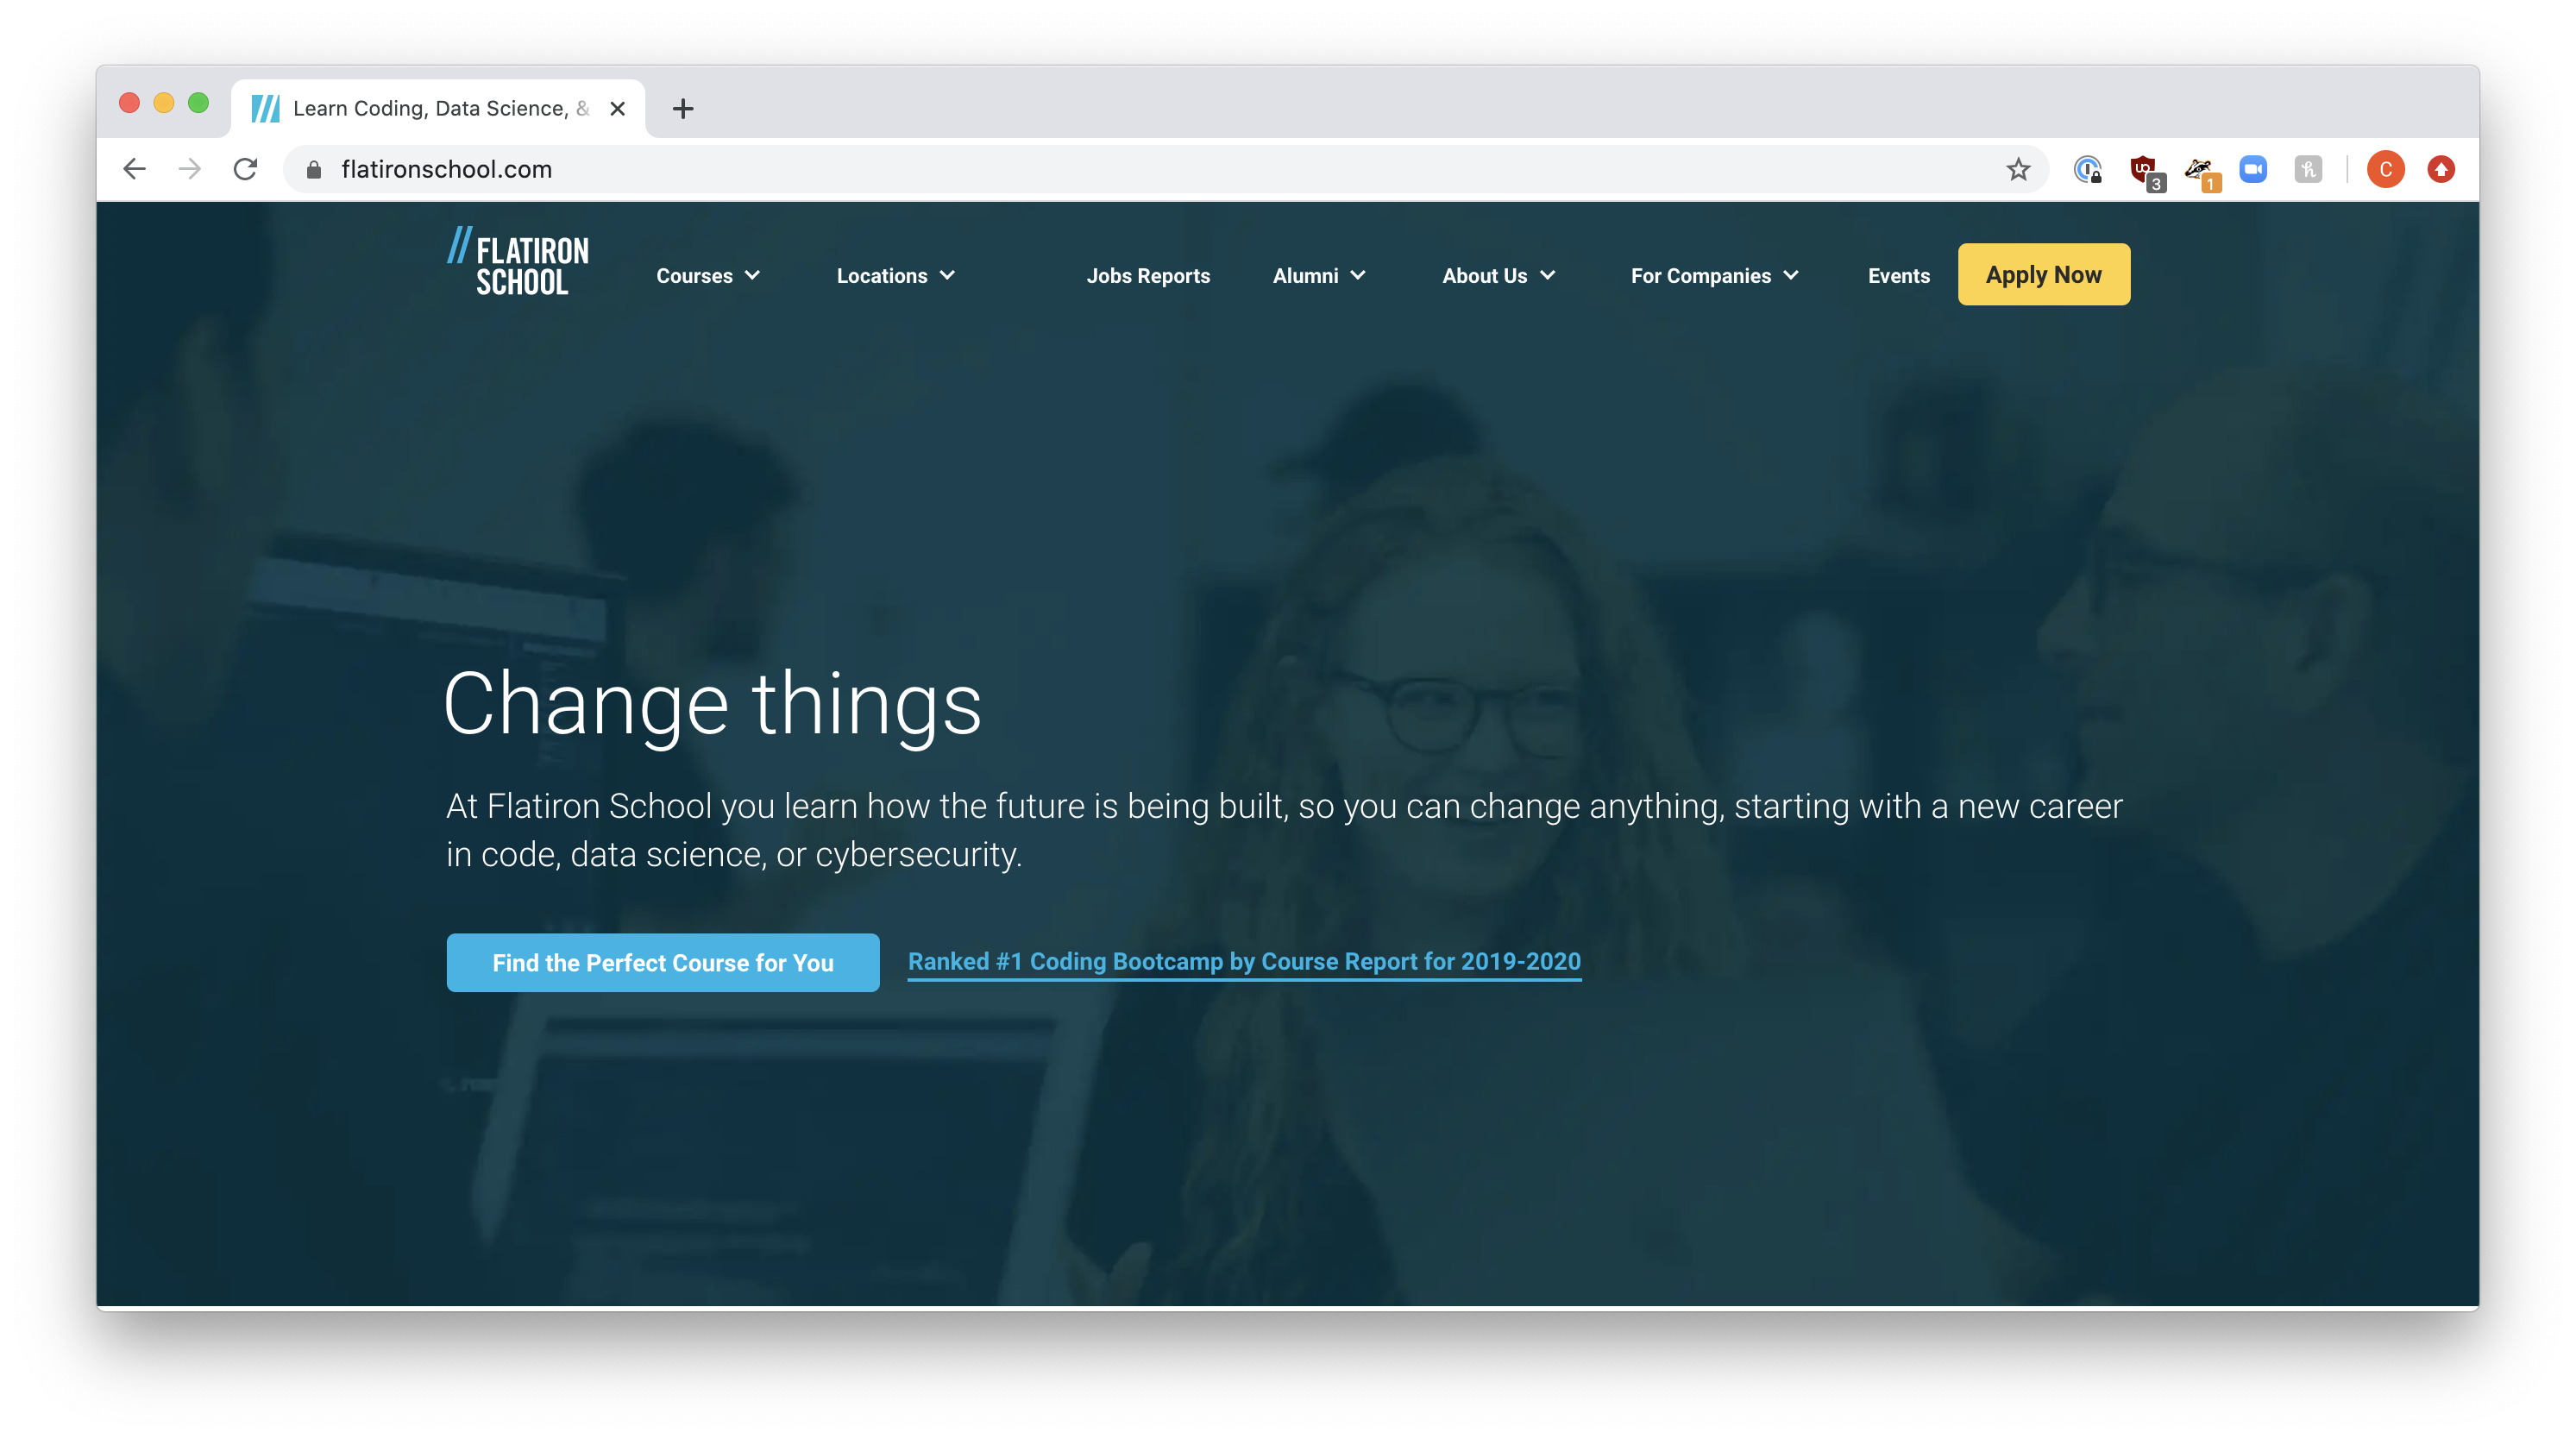 Learn Coding, Data Science, &
flatironschool.com
3
1
C
FLATIRON
SCHOOL
Courses
Locations
Jobs Reports
Alumni
About Us
For Companies
Events
Apply Now
Change things
At Flatiron School you learn how the future is being built, so you can change anything, starting with a new career
in code, data science, or cybersecurity.
Find the Perfect Course for You
Ranked #1 Coding Bootcamp by Course Report for 2019-2020